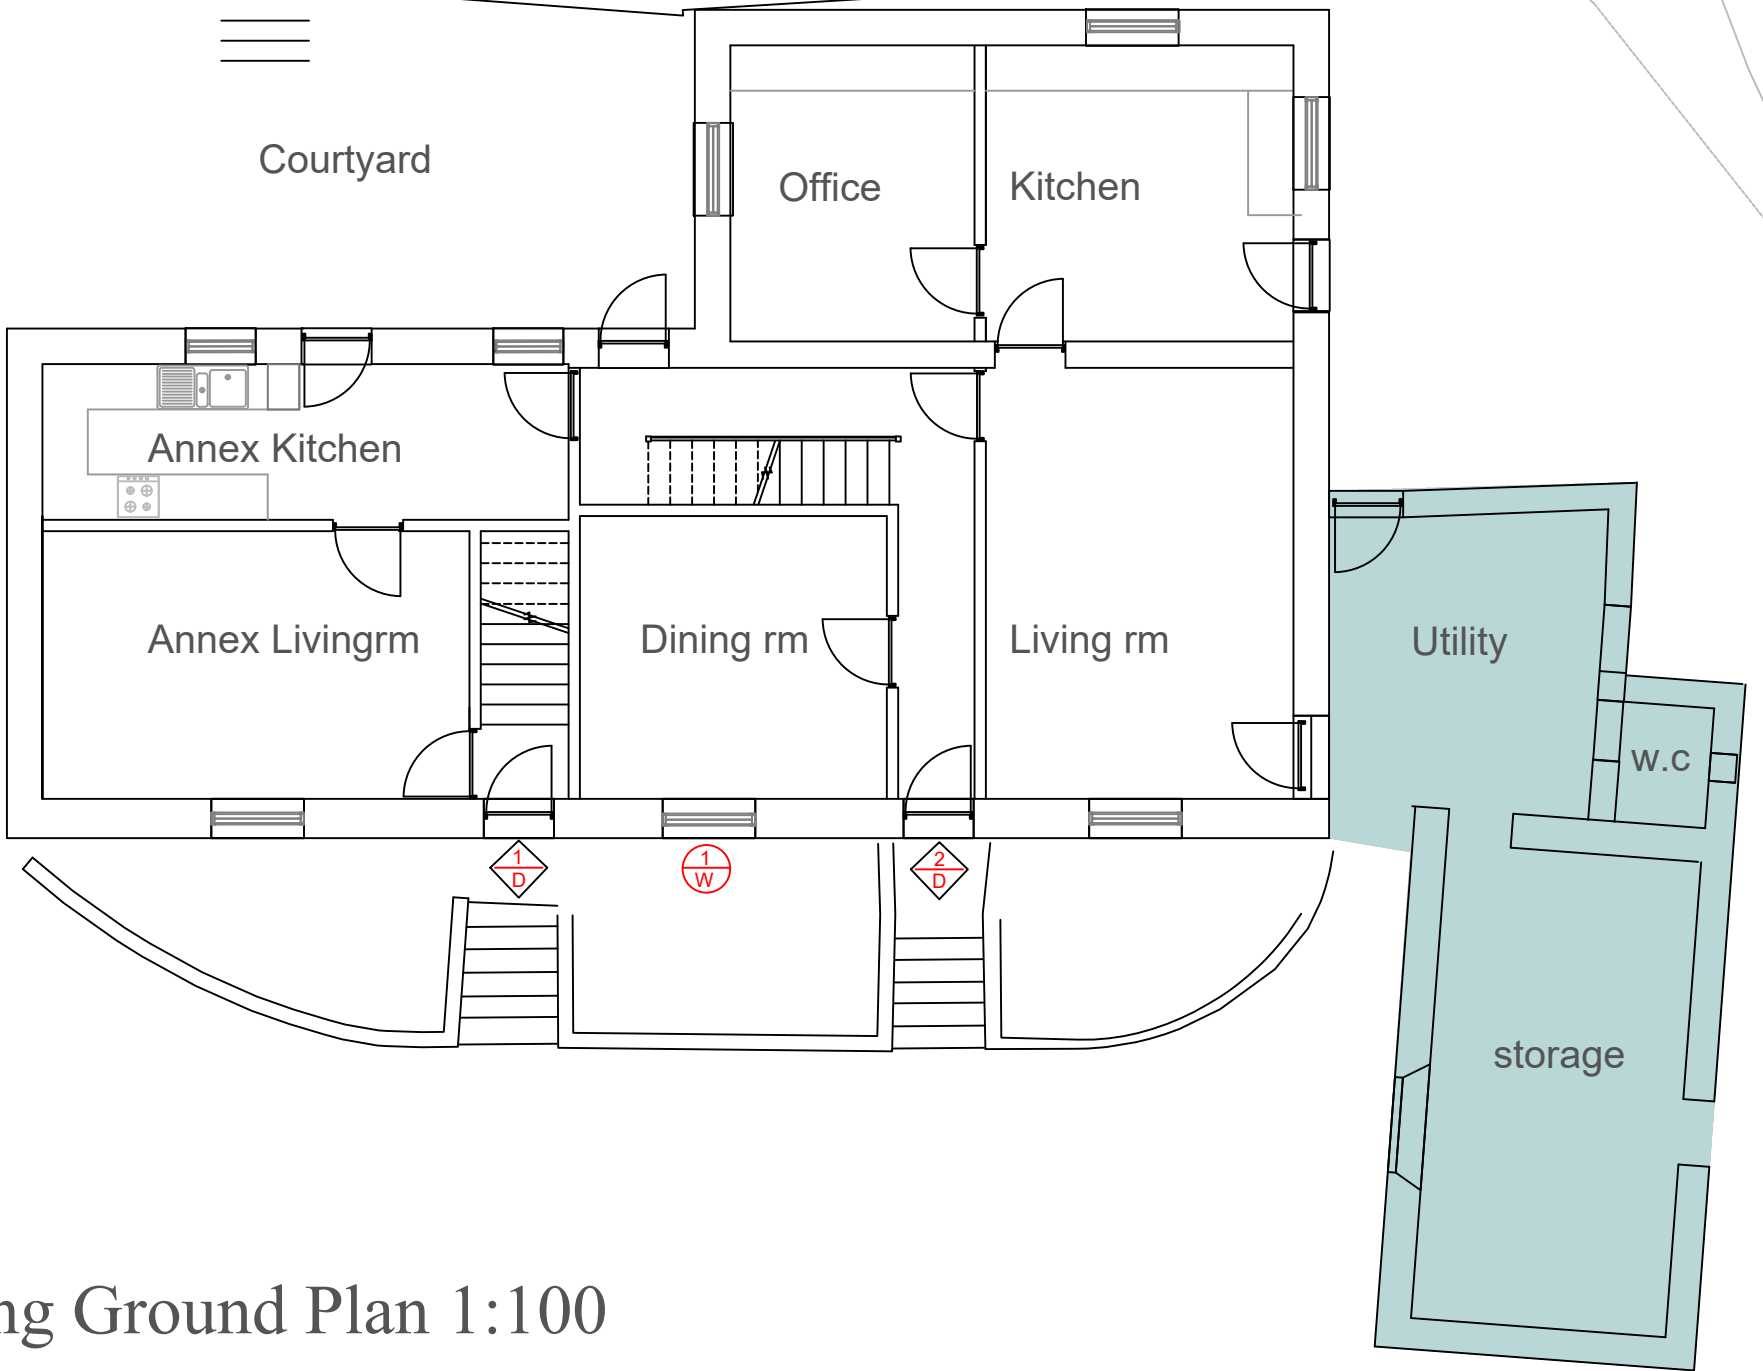 Courtyard
Office
Kitchen
Annex Kitchen
Annex Livingrm
Dining rm
Living rm
Utility
w.c
1
D
1
W
2
D
storage
ng Ground Plan 1:100